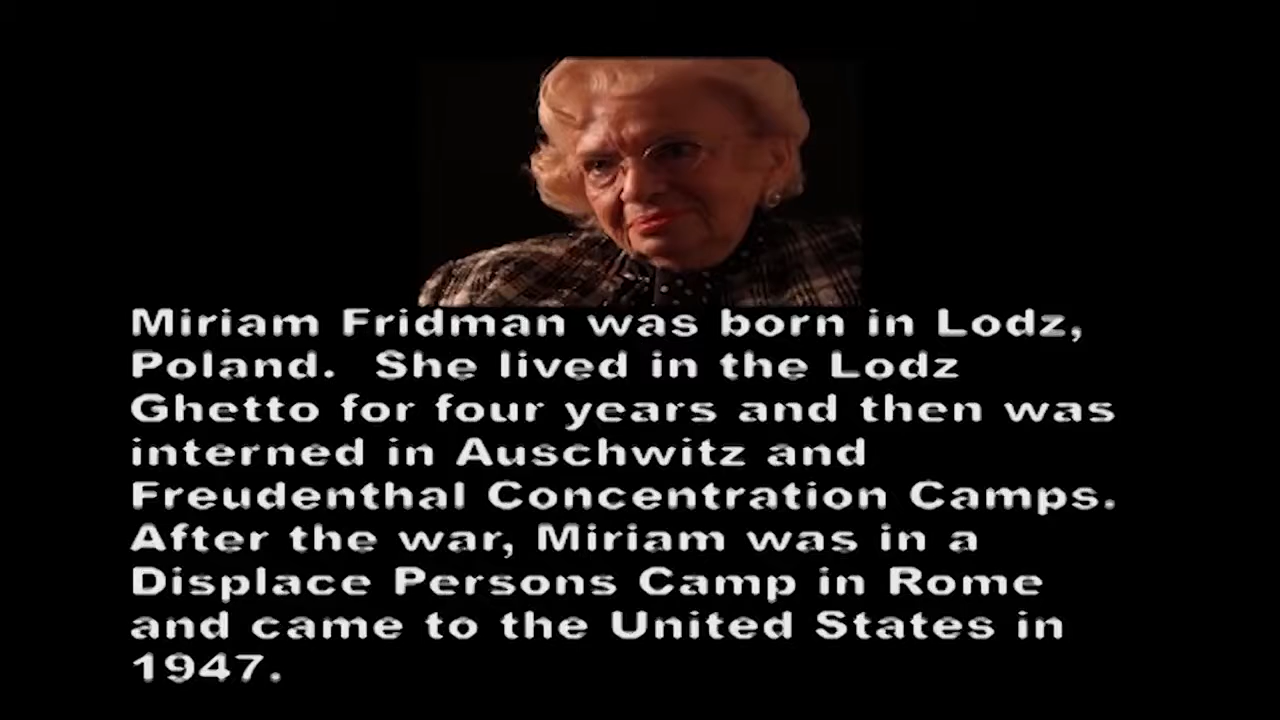 Miriam Fridman was born in Lodz,
Poland.  She lived in the Lodz
Ghetto for four years and then was
interned in Auschwitz and
Freudenthal Concentration Camps.
After the war, Miriam was in a
Displace Persons Camp in Rome
and came to the United States in
1947.